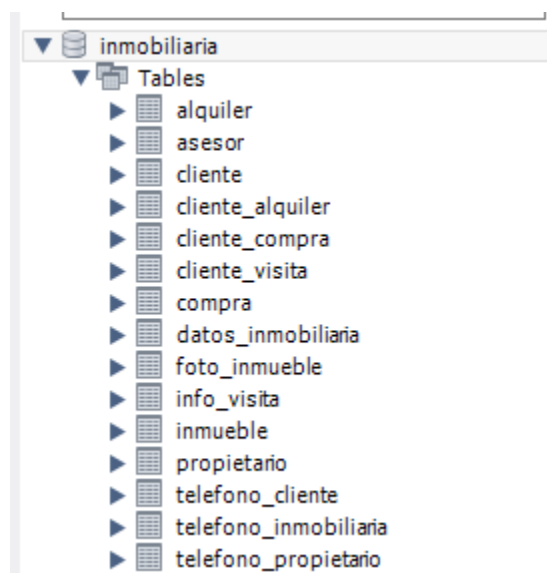 inmobiliaria
Tables
alquiler
asesor
cliente
cliente_alquiler
cliente_compra
cliente_visita
compra
datos_inmobiliaria
foto_inmueble
info_visita
inmueble
propietario
telefono_cliente
telefono_inmobiliaria
telefono_propietario